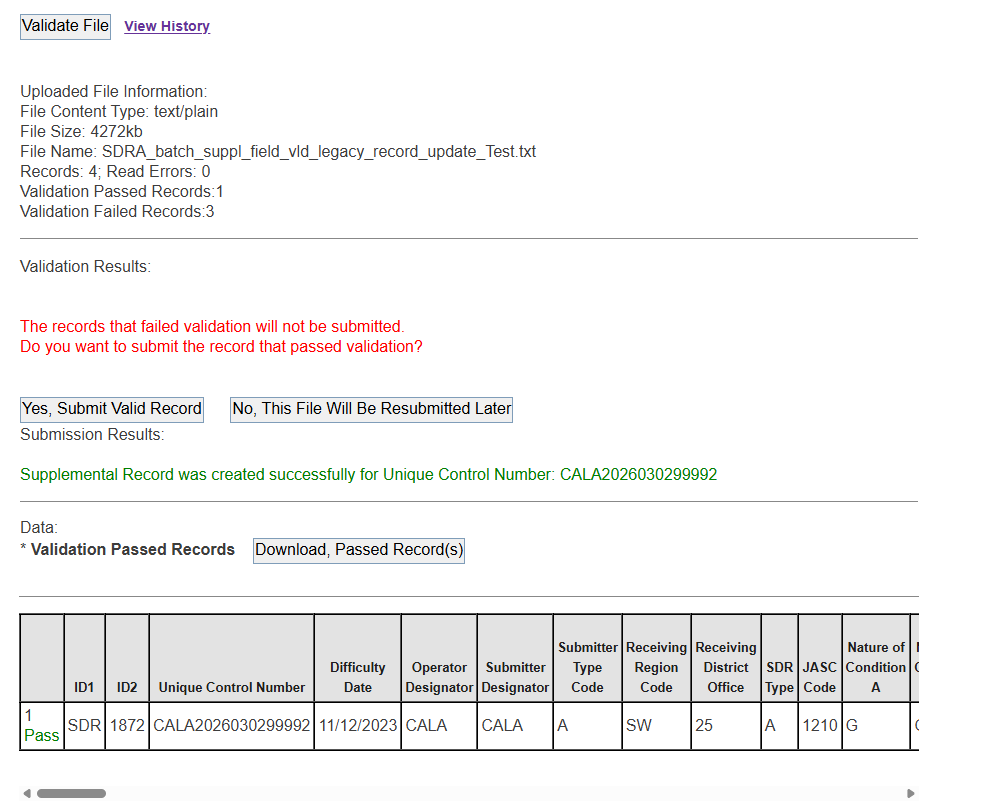 Validate File View History
Uploaded File Information:
File Content Type: text/plain
File Size: 4272kb
File Name: SDRA_batch_suppl_field_vld_legacy_record_update_Test.txt
Records: 4; Read Errors: 0
Validation Passed Records:1
Validation Failed Records:3
Validation Results:
The records that failed validation will not be submitted.
Do you want to submit the record that passed validation?
Yes, Submit Valid Record No, This File Will Be Resubmitted Later
Submission Results:
Supplemental Record was created successfully for Unique Control Number: CALA2026030299992
Data:
* Validation Passed Records Download, Passed Record(s)
ID1 ID2 Unique Control Number Difficulty Date Operator Designator Submitter Designator Submitter Type Code Receiving Region Code Receiving District Office SDR Type JASC Code Nature of Condition A
1 Pass SDR 1872 CALA2026030299992 11/12/2023 CALA CALA A SW 25 A 1210 G